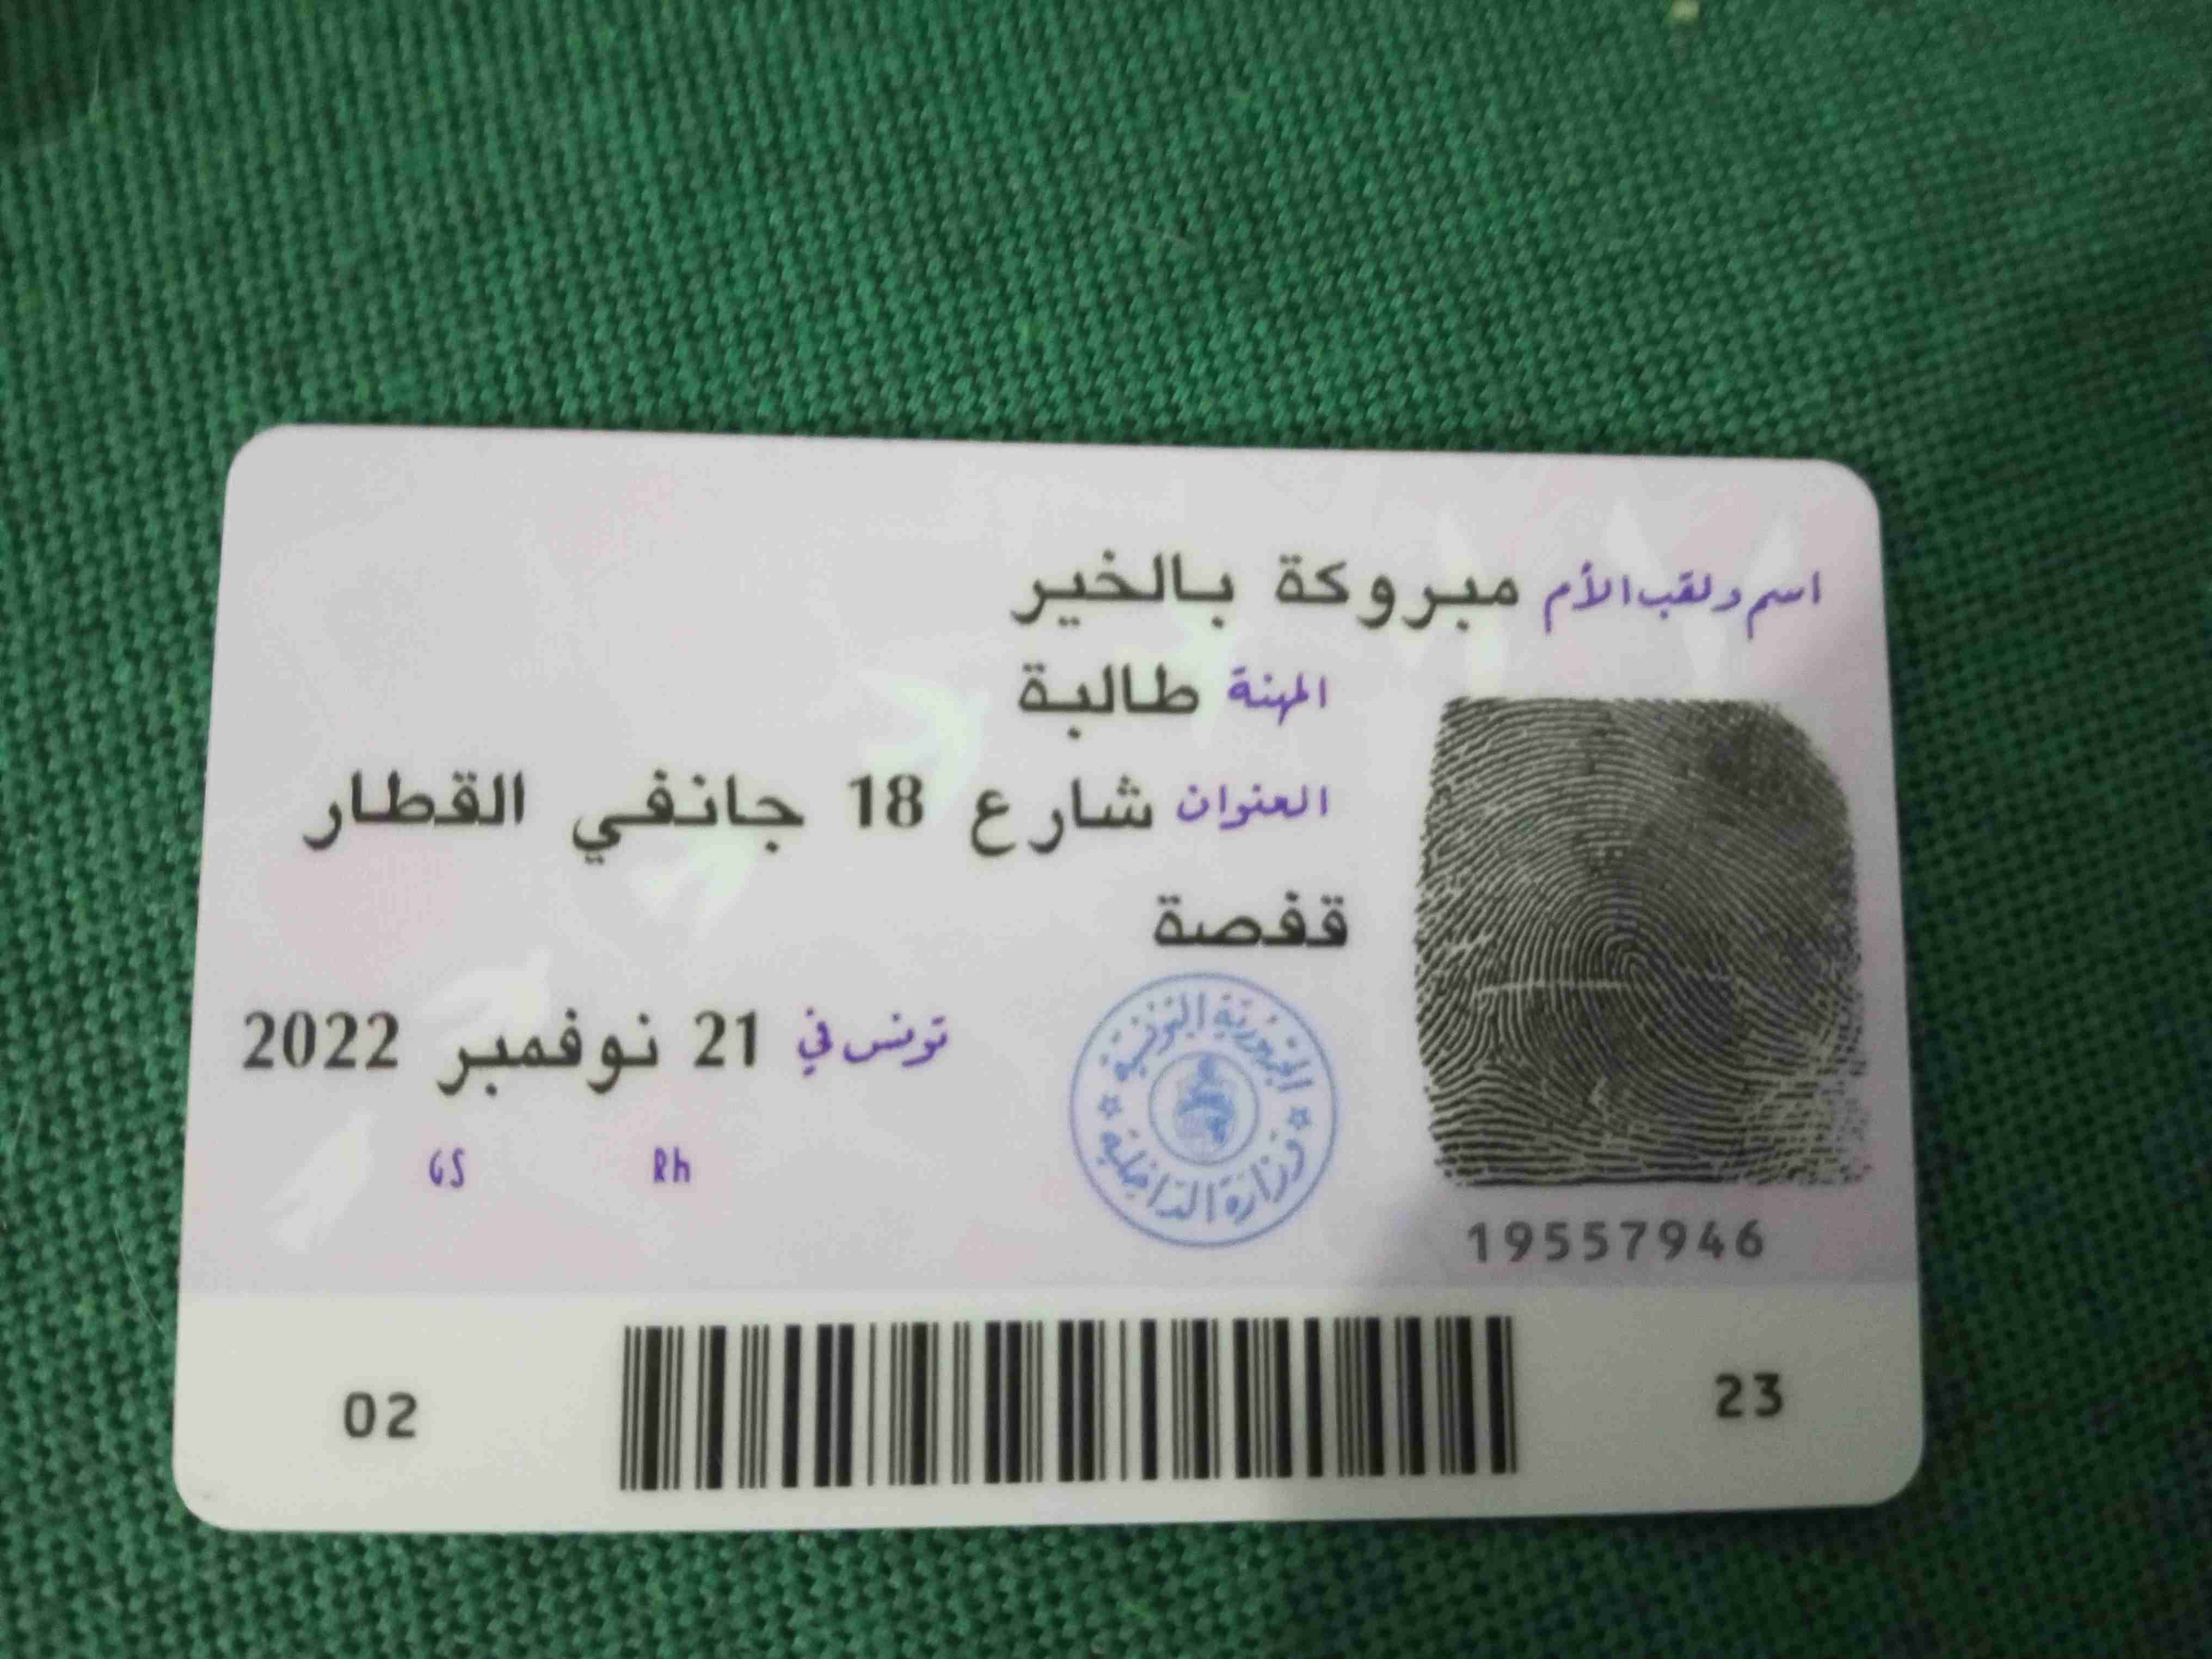 اسم ولقب الأم مبروكة بالخير
المهنة طالبة
العنوان شارع 18 جانفي القطار
قفصة
تونس في 21 نوفمبر 2022
الجمهورية التونسية
وزارة الداخلية
GS Rh
19557946
02 23